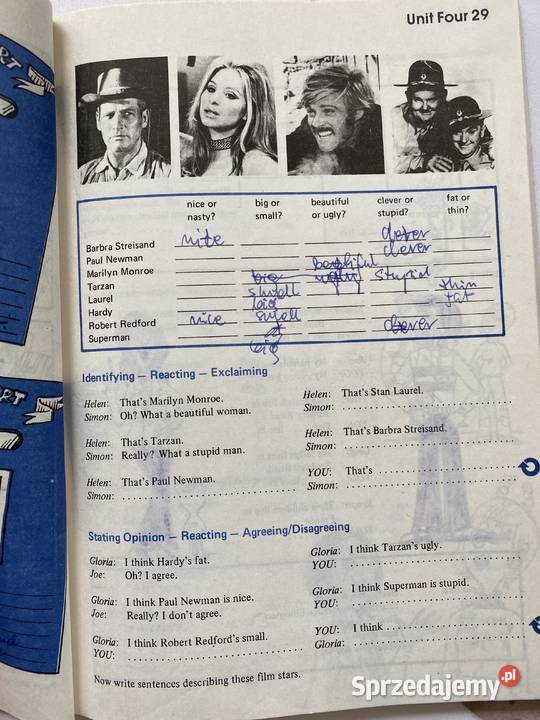 Unit Four 29
nice or nasty? big or small? beautiful or ugly? clever or stupid? fat or thin?
Barbra Streisand nice clever
Paul Newman clever
Marilyn Monroe beautiful
Tarzan big ugly stupid
Laurel small thin
Hardy big fat
Robert Redford nice small clever
Superman big
Identifying — Reacting — Exclaiming
Helen: That's Marilyn Monroe.
Simon: Oh? What a beautiful woman.
Helen: That's Tarzan.
Simon: Really? What a stupid man.
Helen: That's Paul Newman.
Simon:
Helen: That's Stan Laurel.
Simon:
Helen: That's Barbra Streisand.
Simon:
YOU: That's
Simon:
Stating Opinion — Reacting — Agreeing/Disagreeing
Gloria: I think Hardy's fat.
Joe: Oh? I agree.
Gloria: I think Paul Newman is nice.
Joe: Really? I don't agree.
Gloria: I think Robert Redford's small.
YOU:
Gloria: I think Tarzan's ugly.
YOU:
Gloria: I think Superman is stupid.
YOU:
YOU: I think
Gloria:
Now write sentences describing these film stars.
Sprzedajemy.pl